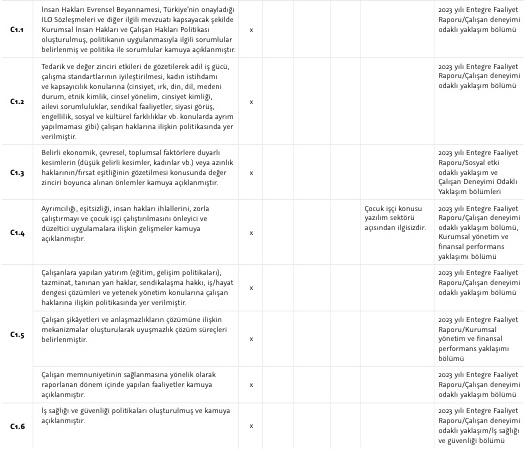 İnsan Hakları Evrensel Beyannamesi, Türkiye'nin onayladığı
ILO Sözleşmeleri ve diğer ilgili mevzuatı kapsayacak şekilde
C1.1 Kurumsal İnsan Hakları ve Çalışan Hakları Politikası
oluşturulmuş, politikanın uygulanmasıyla ilgili sorumlular
belirlenmiş ve politika ile sorumlular kamuya açıklanmıştır.
x
2023 yılı Entegre Faaliyet
Raporu/Çalışan deneyimi
odaklı yaklaşım bölümü
Tedarik ve değer zinciri etkileri de gözetilerek adil iş gücü,
çalışma standartlarının iyileştirilmesi, kadın istihdamı
ve kapsayıcılık konularına (cinsiyet, ırk, din, dil, medeni
C1.2 durum, etnik kimlik, cinsel yönelim, cinsiyet kimliği,
ailevi sorumluluklar, sendikal faaliyetler, siyasi görüş,
engellilik, sosyal ve kültürel farklılıklar vb. konularda ayrım
yapılmaması gibi) çalışan haklarına ilişkin politikasında yer
verilmiştir.
x
2023 yılı Entegre Faaliyet
Raporu/Çalışan deneyimi
odaklı yaklaşım bölümü
Belirli ekonomik, çevresel, toplumsal faktörlere duyarlı
kesimlerin (düşük gelirli kesimler, kadınlar vb.) veya azınlık
C1.3 haklarının/fırsat eşitliğinin gözetilmesi konusunda değer
zinciri boyunca alınan önlemler kamuya açıklanmıştır.
x
2023 yılı Entegre Faaliyet
Raporu/Sosyal etki
odaklı yaklaşım ve
Çalışan Deneyimi Odaklı
Yaklaşım bölümleri
Ayrımcılığı, eşitsizliği, insan hakları ihlallerini, zorla
çalıştırmayı ve çocuk işçi çalıştırılmasını önleyici ve
C1.4 düzeltici uygulamalara ilişkin gelişmeler kamuya
açıklanmıştır.
x
Çocuk işçi konusu
yazılım sektörü
açısından ilgisizdir.
2023 yılı Entegre Faaliyet
Raporu/Çalışan deneyimi
odaklı yaklaşım bölümü,
Kurumsal yönetim ve
finansal performans
yaklaşımı bölümü
Çalışanlara yapılan yatırım (eğitim, gelişim politikaları),
tazminat, tanınan yan haklar, sendikalaşma hakkı, iş/hayat
dengesi çözümleri ve yetenek yönetim konularına çalışan
haklarına ilişkin politikasında yer verilmiştir.
x
2023 yılı Entegre Faaliyet
Raporu/Çalışan deneyimi
odaklı yaklaşım bölümü
C1.5
Çalışan şikâyetleri ve anlaşmazlıkların çözümüne ilişkin
mekanizmalar oluşturularak uyuşmazlık çözüm süreçleri
belirlenmiştir.
x
2023 yılı Entegre Faaliyet
Raporu/Kurumsal
yönetim ve finansal
performans yaklaşımı
bölümü
Çalışan memnuniyetinin sağlanmasına yönelik olarak
raporlanan dönem içinde yapılan faaliyetler kamuya
açıklanmıştır.
x
2023 yılı Entegre Faaliyet
Raporu/Çalışan deneyimi
odaklı yaklaşım bölümü
C1.6
İş sağlığı ve güvenliği politikaları oluşturulmuş ve kamuya
açıklanmıştır.
x
2023 yılı Entegre Faaliyet
Raporu/Çalışan deneyimi
odaklı yaklaşım/İş sağlığı
ve güvenliği bölümü